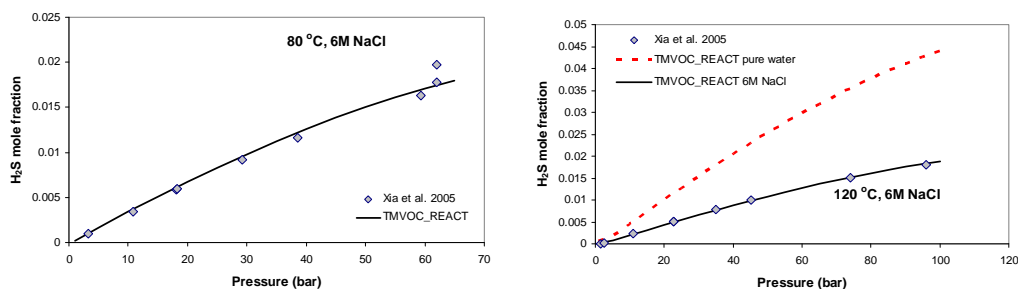 80 °C, 6M NaCl
H₂S mole fraction
0.025
0.02
0.015
0.01
0.005
0
0
10
20
30
40
50
60
70
Pressure (bar)
Xia et al. 2005
TMVOC_REACT
Xia et al. 2005
TMVOC_REACT pure water
TMVOC_REACT 6M NaCl
120 °C, 6M NaCl
H₂S mole fraction
0.05
0.045
0.04
0.035
0.03
0.025
0.02
0.015
0.01
0.005
0
0
20
40
60
80
100
120
Pressure (bar)